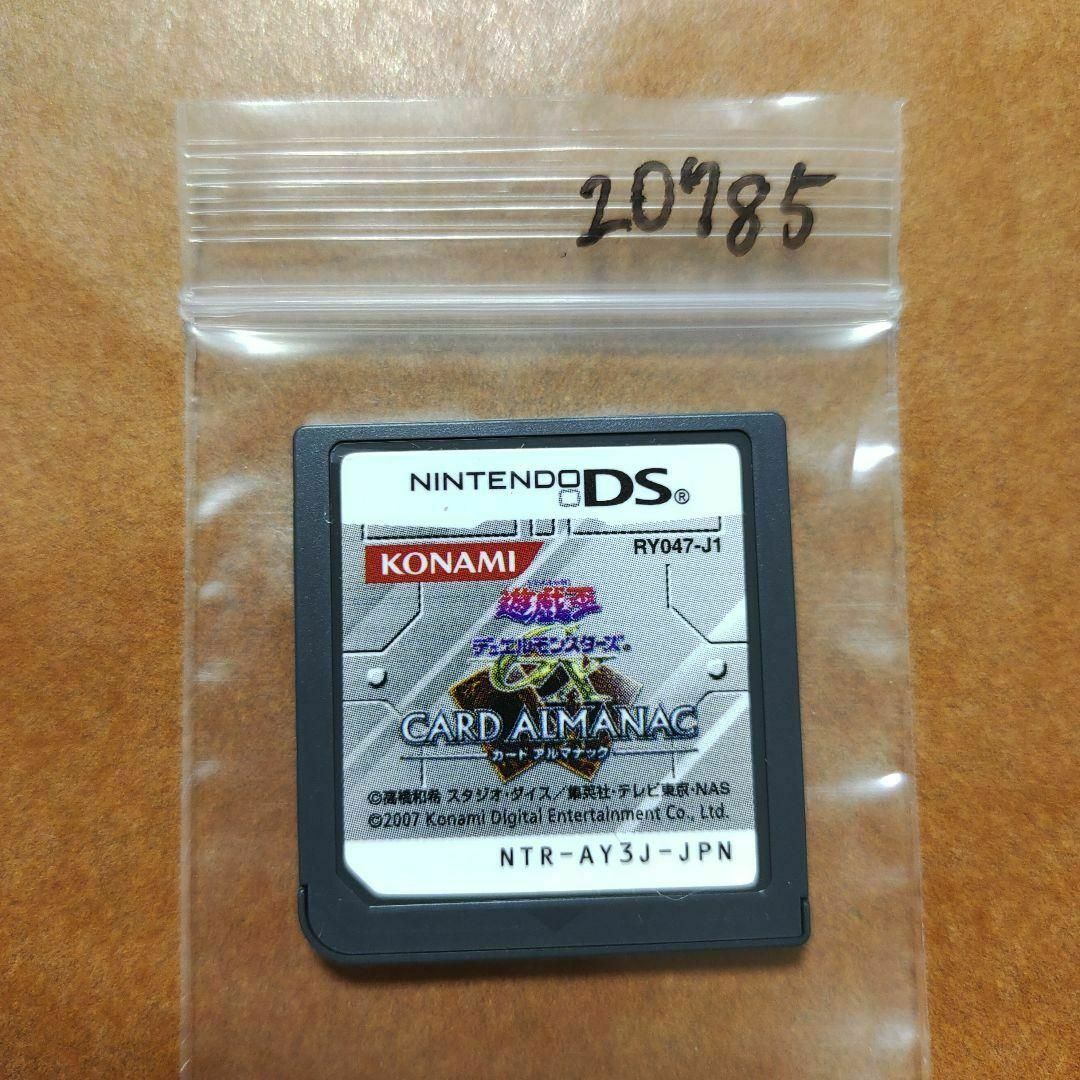 20785
NINTENDO DS®
KONAMI
RY047-J1
遊戯王
デュエルモンスターズ®
GX
CARD ALMANAC
カード アルマナック
©高橋和希 スタジオ・ダイス/集英社・テレビ東京・NAS
©2007 Konami Digital Entertainment Co., Ltd.
NTR-AY3J-JPN